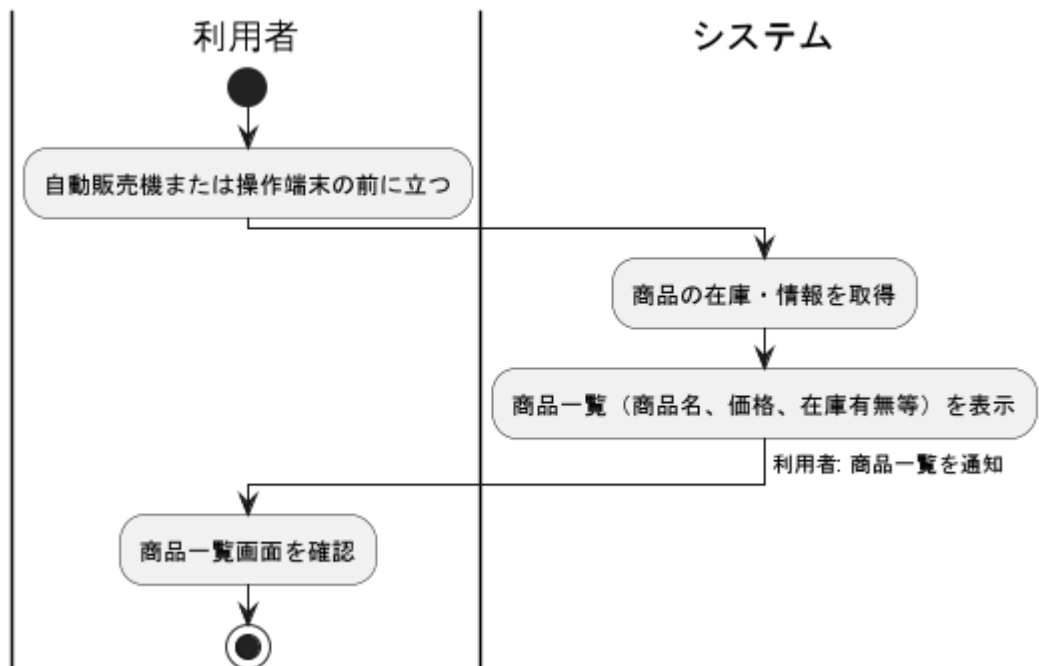 利用者
システム
自動販売機または操作端末の前に立つ
商品の在庫・情報を取得
商品一覧（商品名、価格、在庫有無等）を表示
利用者: 商品一覧を通知
商品一覧画面を確認